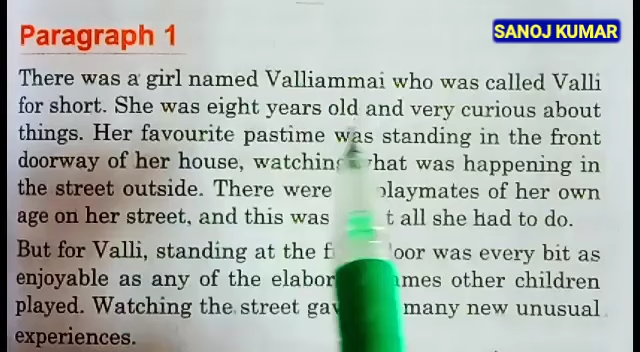 Paragraph 1
SANOJ KUMAR
There was a girl named Valliammai who was called Valli
for short. She was eight years old and very curious about
things. Her favourite pastime was standing in the front
doorway of her house, watching what was happening in
the street outside. There were playmates of her own
age on her street, and this was all she had to do.
But for Valli, standing at the door was every bit as
enjoyable as any of the other children
played. Watching the street many new unusual
experiences.